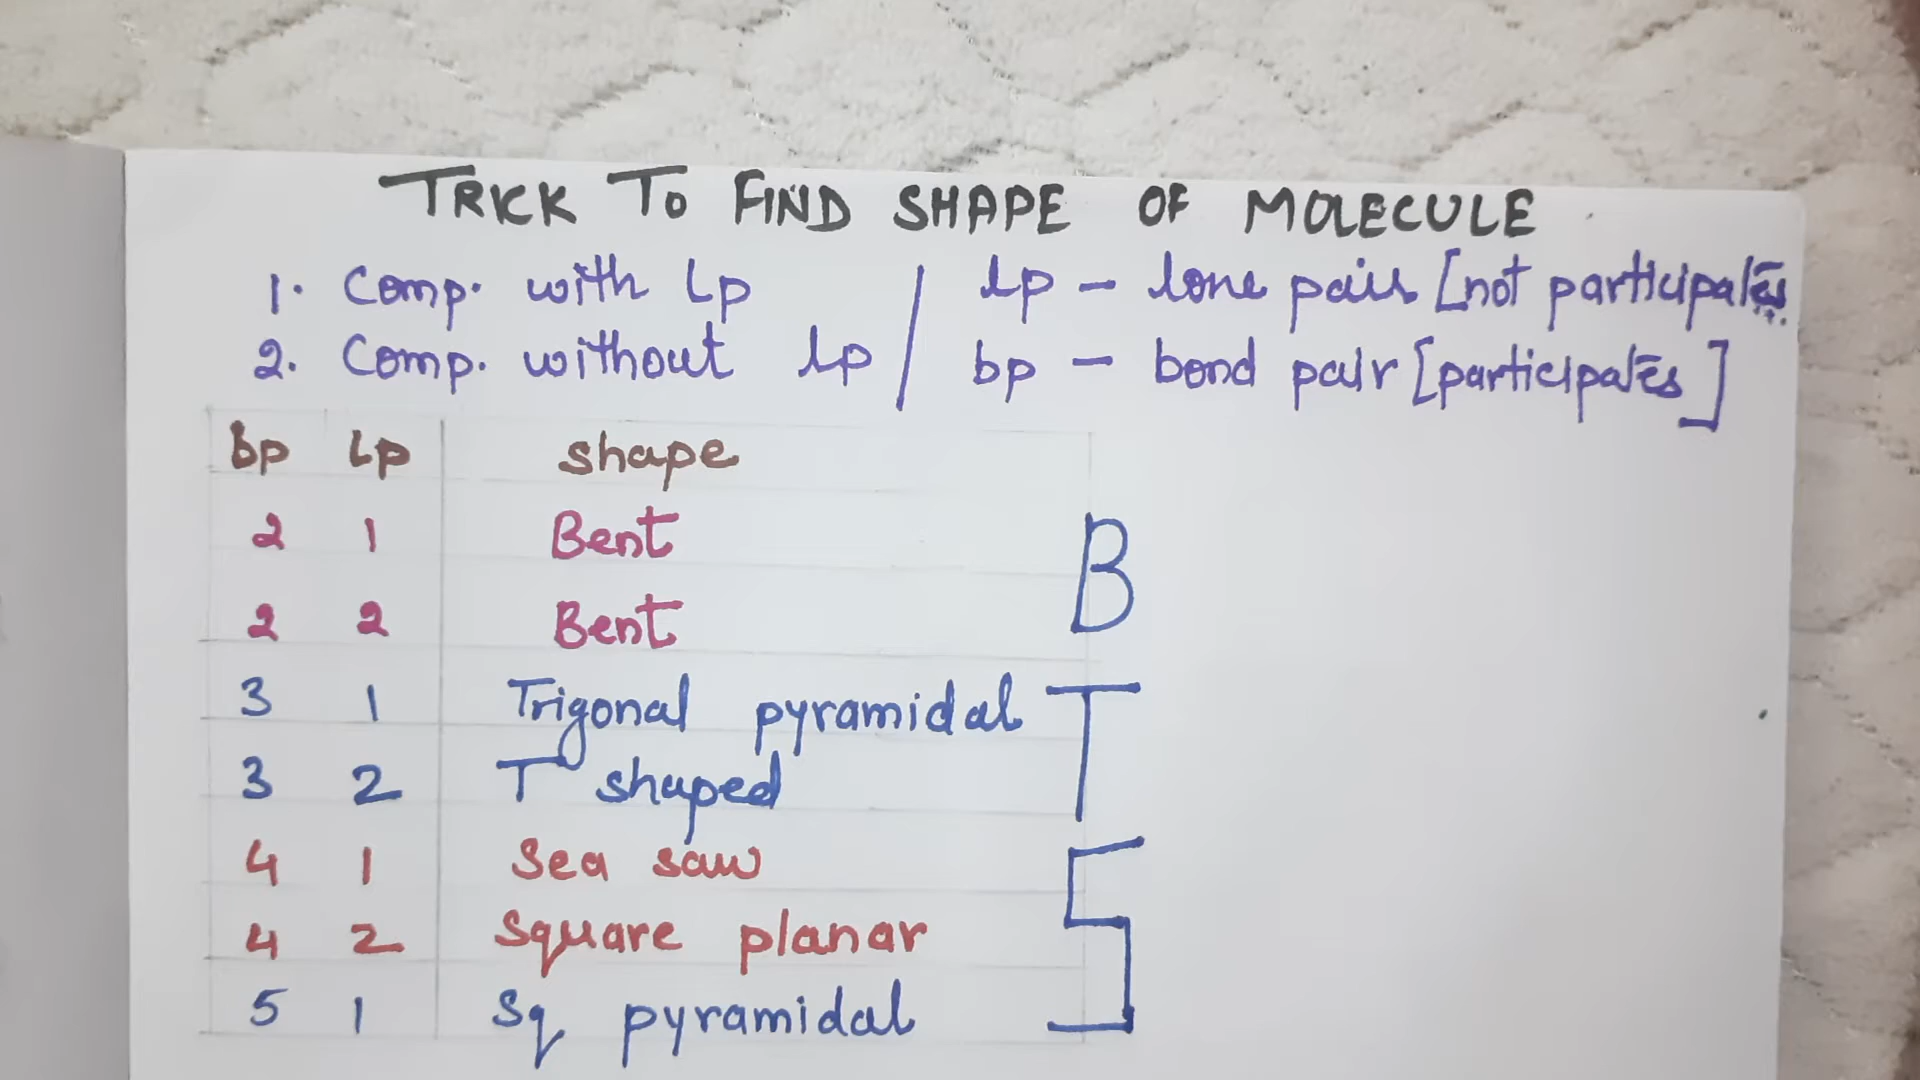 TRICK TO FIND SHAPE OF MOLECULE
1. Comp. with Lp / lp - lone pair [not participates
2. Comp. without lp / bp - bond pair [participates]
bp Lp shape
2 1 Bent
2 2 Bent
B
3 1 Trigonal pyramidal
3 2 T shaped
T
4 1 Sea saw
4 2 Square planar
5 1 Sq pyramidal
S